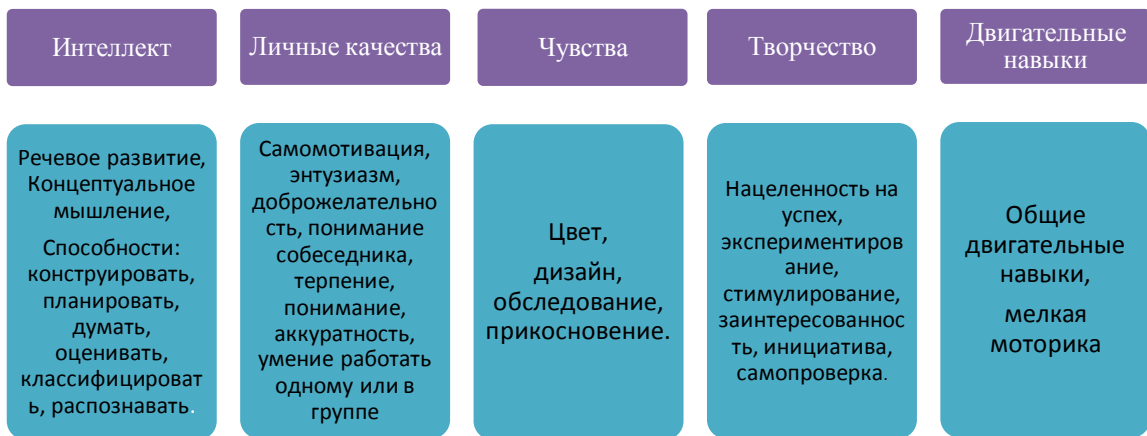 Интеллект
Речевое развитие,
Концептуальное
мышление,
Способности:
конструировать,
планировать,
думать,
оценивать,
классифицироват
ь, распознавать.
Личные качества
Самомотивация,
энтузиазм,
доброжелательно
сть, понимание
собеседника,
терпение,
понимание,
аккуратность,
умение работать
одному или в
группе
Чувства
Цвет,
дизайн,
обследование,
прикосновение.
Творчество
Нацеленность на
успех,
экспериментиров
ание,
стимулирование,
заинтересованнос
ть, инициатива,
самопроверка.
Двигательные
навыки
Общие
двигательные
навыки,
мелкая
моторика